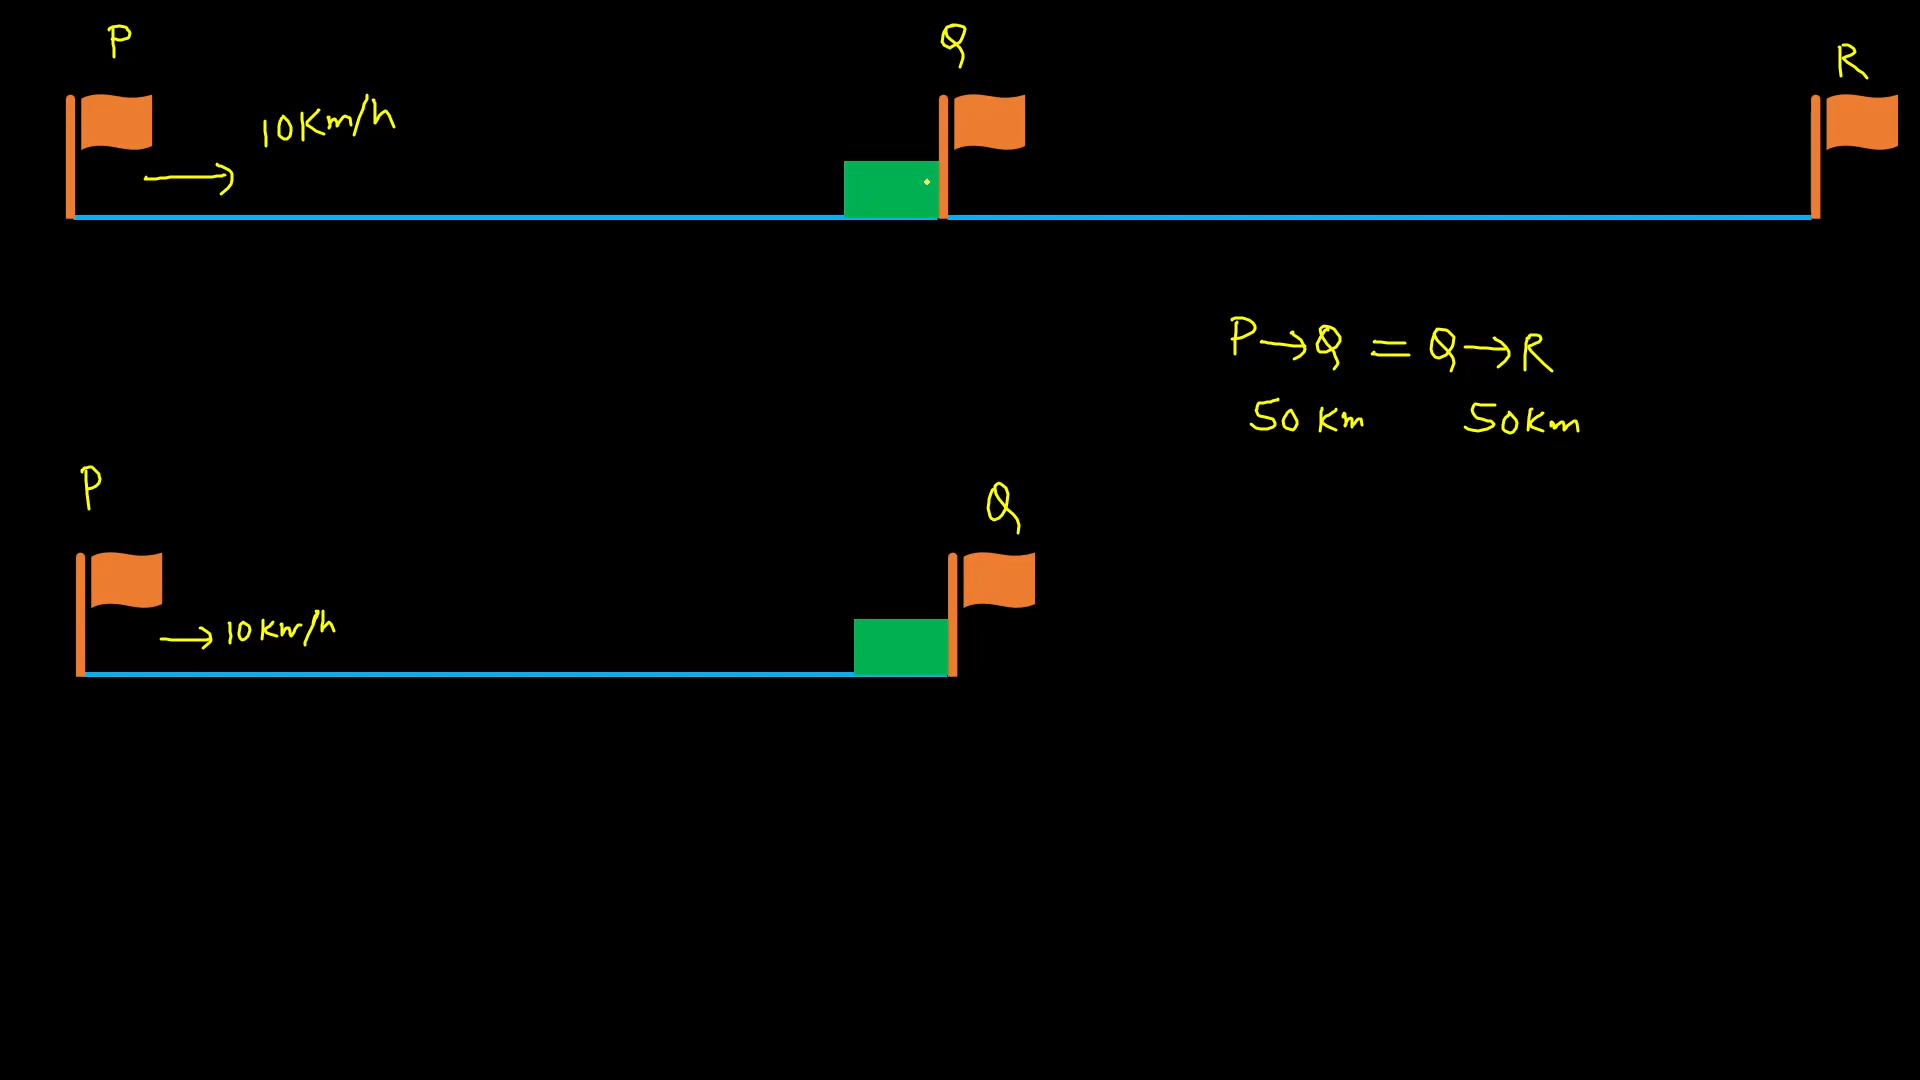 P Q R
10Km/h
P→Q = Q→R
50 Km 50Km
P Q
→10Km/h